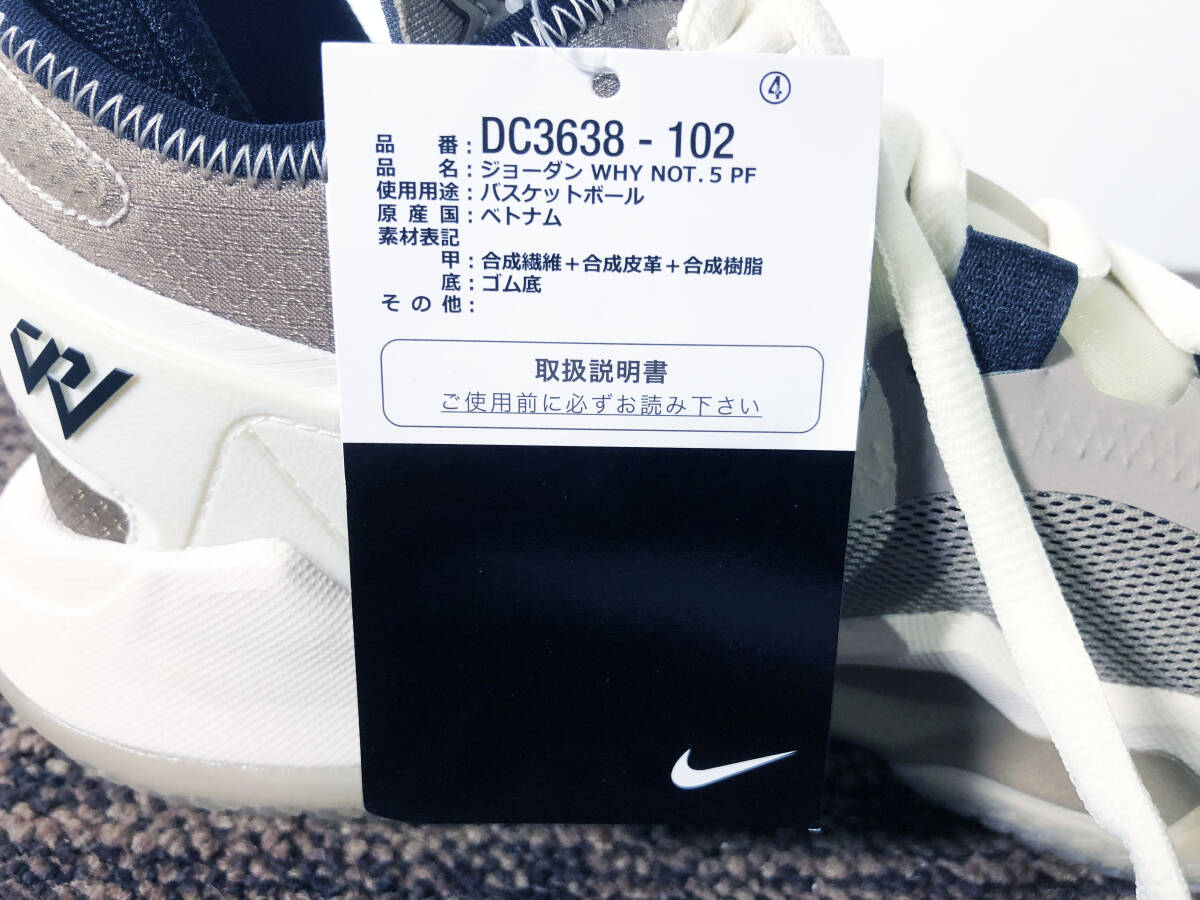 ④
品番：DC3638 - 102
品名：ジョーダン WHY NOT. 5 PF
使用用途：バスケットボール
原産国：ベトナム
素材表記
甲：合成繊維＋合成皮革＋合成樹脂
底：ゴム底
その他：
取扱説明書
ご使用前に必ずお読み下さい